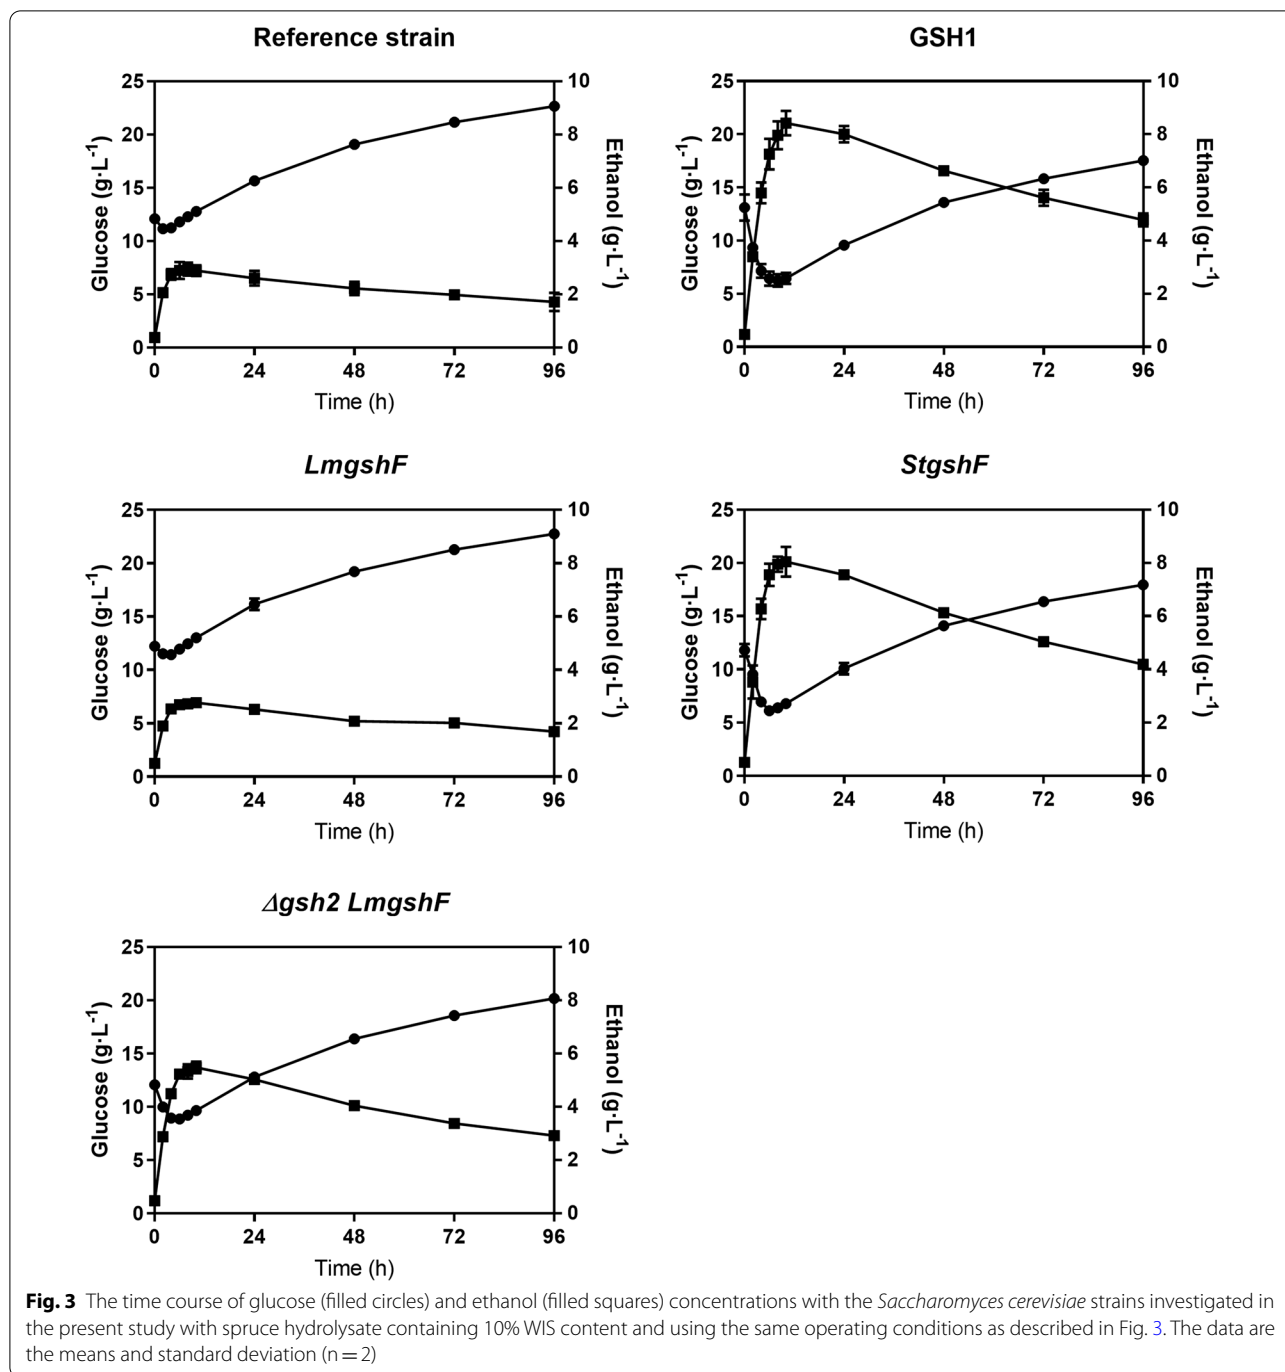 Reference strain
25
20
15
10
5
0
Glucose (g·L⁻¹)
10
8
6
4
2
0
Ethanol (g·L⁻¹)
0 24 48 72 96
Time (h)
GSH1
25
20
15
10
5
0
Glucose (g·L⁻¹)
10
8
6
4
2
0
Ethanol (g·L⁻¹)
0 24 48 72 96
Time (h)
LmgshF
25
20
15
10
5
0
Glucose (g·L⁻¹)
10
8
6
4
2
0
Ethanol (g·L⁻¹)
0 24 48 72 96
Time (h)
StgshF
25
20
15
10
5
0
Glucose (g·L⁻¹)
10
8
6
4
2
0
Ethanol (g·L⁻¹)
0 24 48 72 96
Time (h)
Δgsh2 LmgshF
25
20
15
10
5
0
Glucose (g·L⁻¹)
10
8
6
4
2
0
Ethanol (g·L⁻¹)
0 24 48 72 96
Time (h)
Fig. 3 The time course of glucose (filled circles) and ethanol (filled squares) concentrations with the Saccharomyces cerevisiae strains investigated in
the present study with spruce hydrolysate containing 10% WIS content and using the same operating conditions as described in Fig. 3. The data are
the means and standard deviation (n = 2)